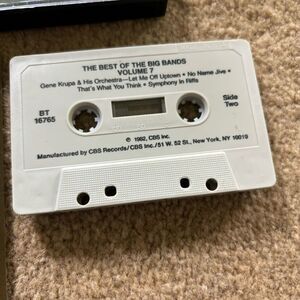 THE BEST OF THE BIG BANDS
VOLUME 7
Gene Krupa & His Orchestra—Let Me Off Uptown • No Name Jive •
That's What You Think • Symphony In Riffs
BT
16765
Side
Two
℗ 1982, CBS Inc.
Manufactured by CBS Records/CBS Inc./51 W. 52 St., New York, NY 10019